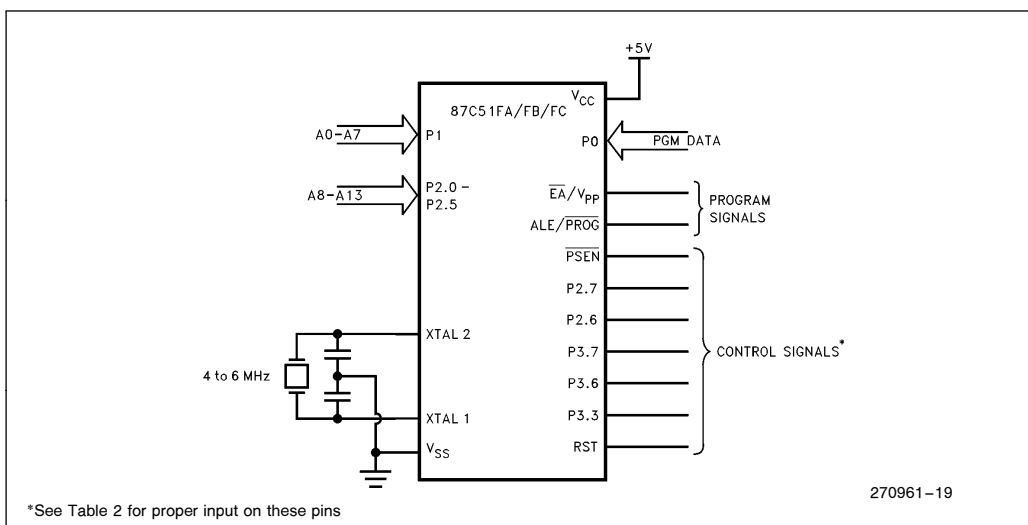 +5V
87C51FA/FB/FC
VCC
A0-A7
P1
P0
PGM DATA
A8-A13
P2.0-
P2.5
EA/VPP
ALE/PROG
PROGRAM
SIGNALS
PSEN
P2.7
P2.6
XTAL 2
P3.7
CONTROL SIGNALS*
4 to 6 MHz
P3.6
XTAL 1
P3.3
VSS
RST
270961-19
*See Table 2 for proper input on these pins